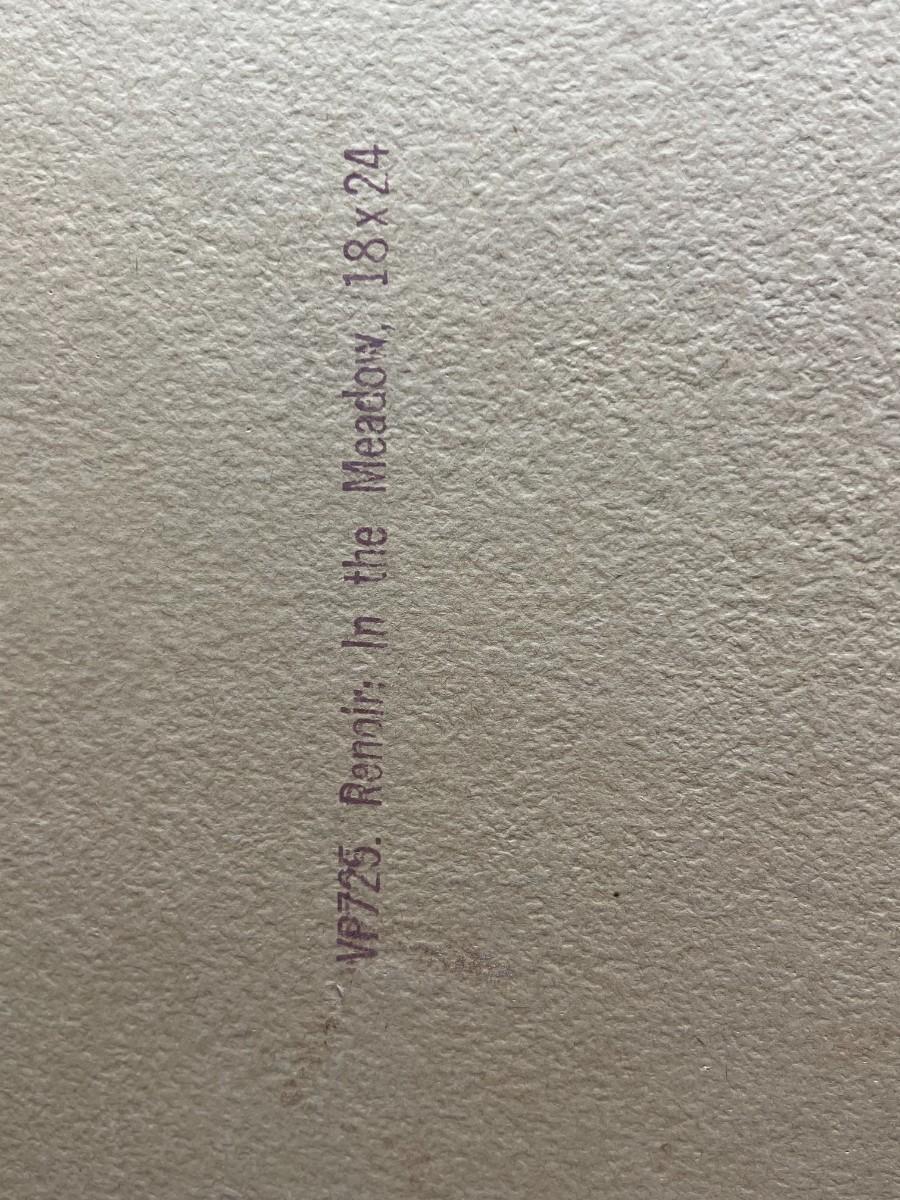 VP725. Renoir: In the Meadow, 18 x 24